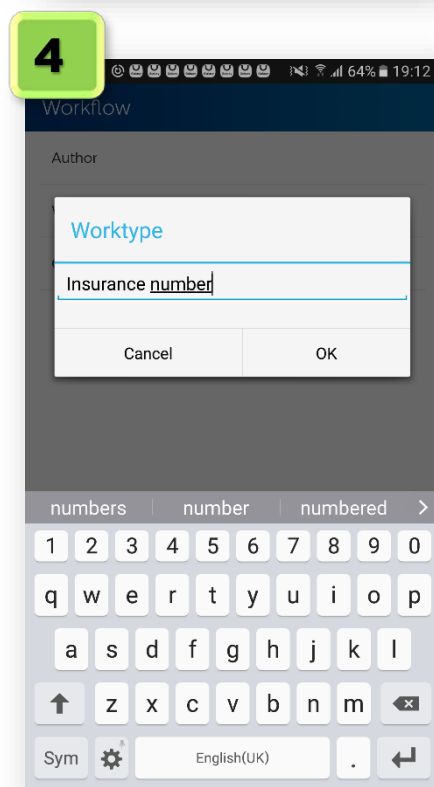 4
64% 19:12
Workflow
Author
Worktype
Insurance number
Cancel OK
numbers number numbered >
1 2 3 4 5 6 7 8 9 0
q w e r t y u i o p
a s d f g h j k l
z x c v b n m
Sym English(UK) .